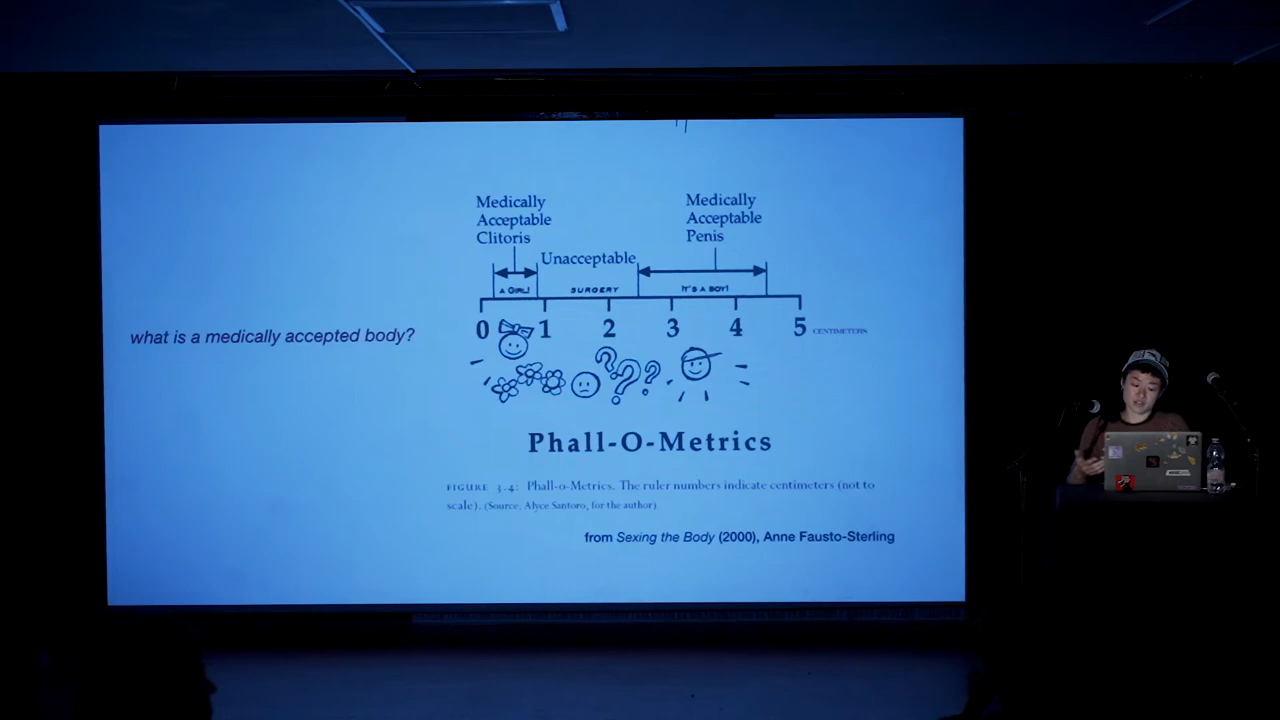 Medically
Acceptable
Clitoris
Medically
Acceptable
Penis
Unacceptable
A GIRL!
SURGERY
IT'S A BOY!
0 1 2 3 4 5 CENTIMETERS
what is a medically accepted body?
???
Phall-O-Metrics
FIGURE 3.4: Phall-o-Metrics. The ruler numbers indicate centimeters (not to
scale). (Source: Alyce Santoro, for the author)
from Sexing the Body (2000), Anne Fausto-Sterling